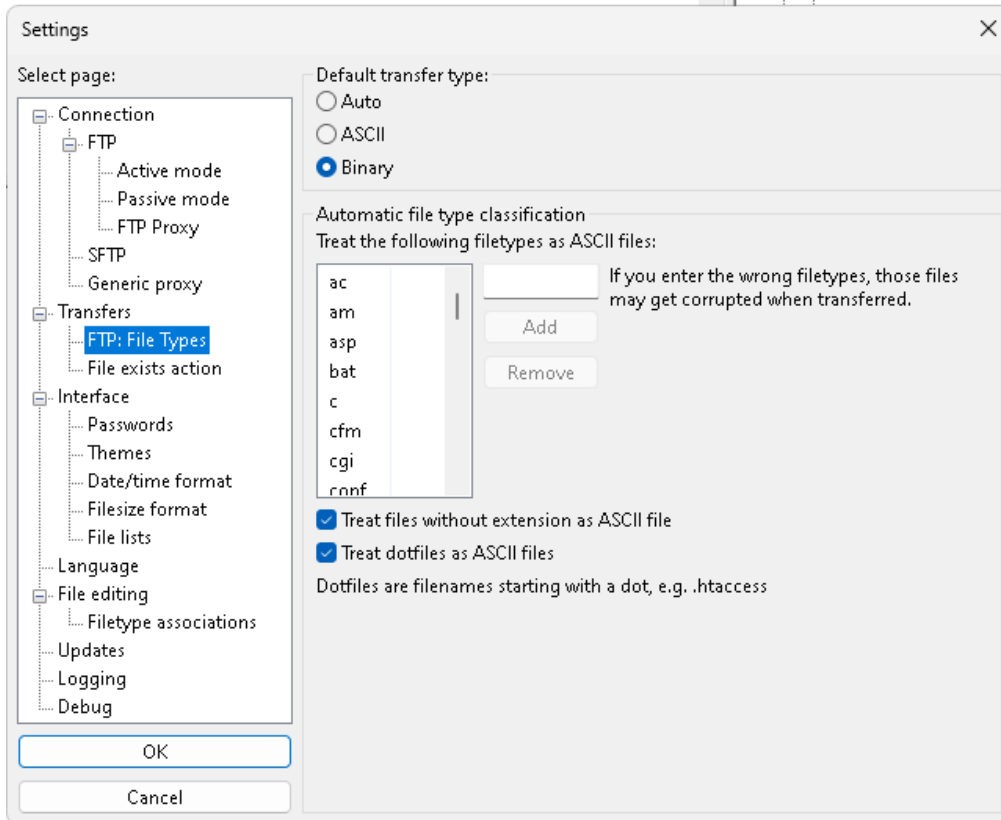 Settings
Select page:
Connection
FTP
Active mode
Passive mode
FTP Proxy
SFTP
Generic proxy
Transfers
FTP: File Types
File exists action
Interface
Passwords
Themes
Date/time format
Filesize format
File lists
Language
File editing
Filetype associations
Updates
Logging
Debug
OK
Cancel
Default transfer type:
Auto
ASCII
Binary
Automatic file type classification
Treat the following filetypes as ASCII files:
ac
am
asp
bat
c
cfm
cgi
conf
If you enter the wrong filetypes, those files
may get corrupted when transferred.
Add
Remove
Treat files without extension as ASCII file
Treat dotfiles as ASCII files
Dotfiles are filenames starting with a dot, e.g. .htaccess